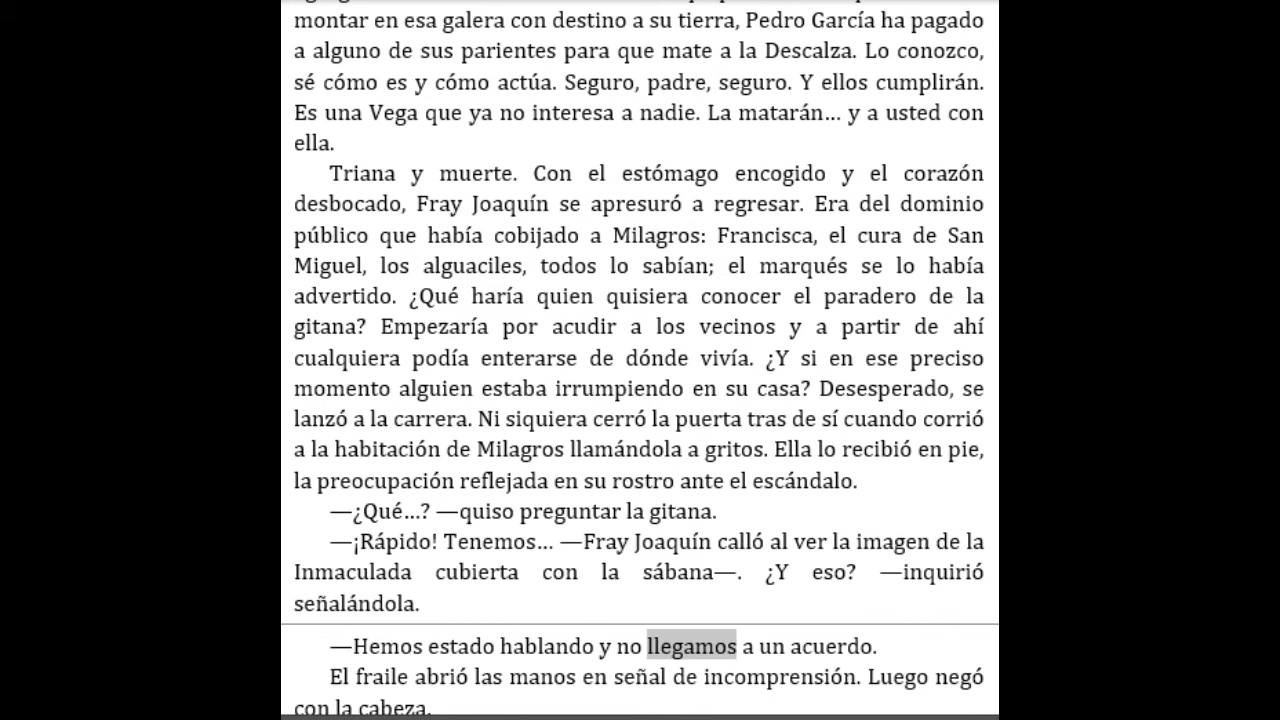 montar en esa galera con destino a su tierra, Pedro García ha pagado
a alguno de sus parientes para que mate a la Descalza. Lo conozco,
sé cómo es y cómo actúa. Seguro, padre, seguro. Y ellos cumplirán.
Es una Vega que ya no interesa a nadie. La matarán… y a usted con
ella.
Triana y muerte. Con el estómago encogido y el corazón
desbocado, Fray Joaquín se apresuró a regresar. Era del dominio
público que había cobijado a Milagros: Francisca, el cura de San
Miguel, los alguaciles, todos lo sabían; el marqués se lo había
advertido. ¿Qué haría quien quisiera conocer el paradero de la
gitana? Empezaría por acudir a los vecinos y a partir de ahí
cualquiera podía enterarse de dónde vivía. ¿Y si en ese preciso
momento alguien estaba irrumpiendo en su casa? Desesperado, se
lanzó a la carrera. Ni siquiera cerró la puerta tras de sí cuando corrió
a la habitación de Milagros llamándola a gritos. Ella lo recibió en pie,
la preocupación reflejada en su rostro ante el escándalo.
—¿Qué…? —quiso preguntar la gitana.
—¡Rápido! Tenemos… —Fray Joaquín calló al ver la imagen de la
Inmaculada cubierta con la sábana—. ¿Y eso? —inquirió
señalándola.
—Hemos estado hablando y no llegamos a un acuerdo.
El fraile abrió las manos en señal de incomprensión. Luego negó
con la cabeza.